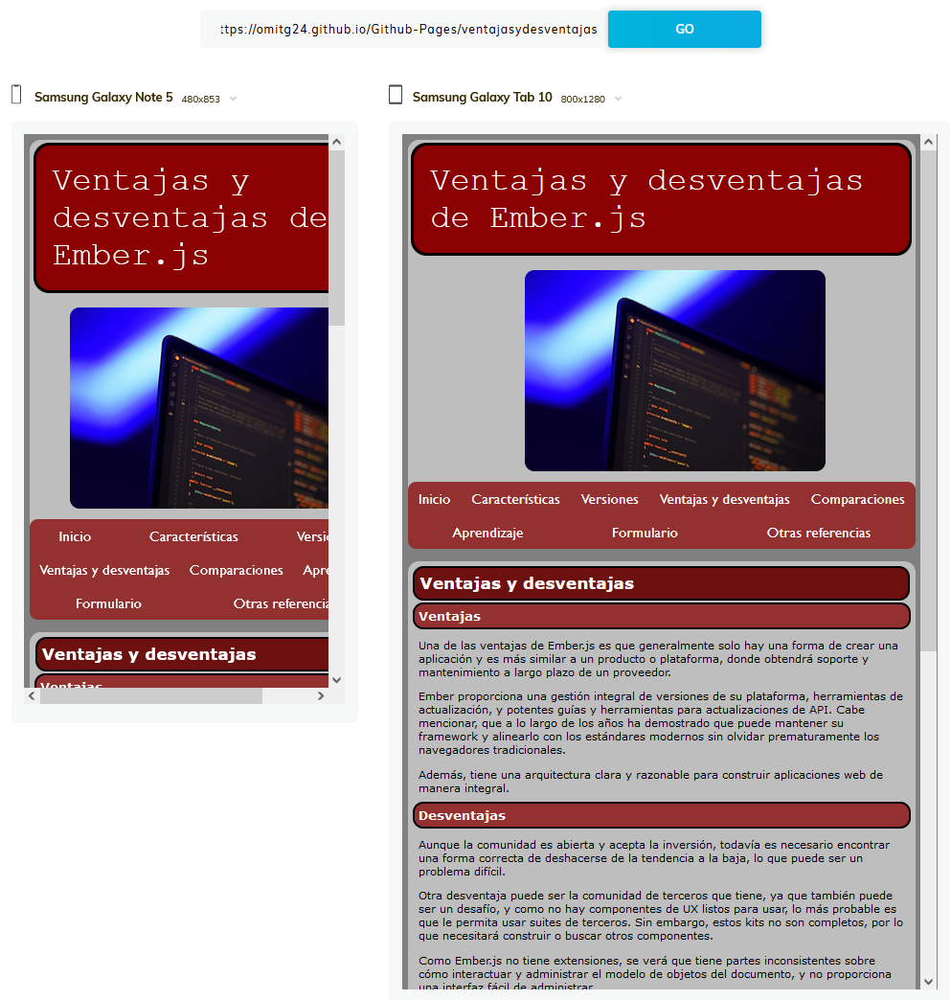 ttps://omitg24.github.io/Github-Pages/ventajasydesventajas
GO
Samsung Galaxy Note 5 480x853
Ventajas y
desventajas de
Ember.js
Inicio Características Versio
Ventajas y desventajas Comparaciones Apre
Formulario Otras referencia
Ventajas y desventajas
Ventajas
Samsung Galaxy Tab 10 800x1280
Ventajas y desventajas
de Ember.js
Inicio Características Versiones Ventajas y desventajas Comparaciones
Aprendizaje Formulario Otras referencias
Ventajas y desventajas
Ventajas
Una de las ventajas de Ember.js es que generalmente solo hay una forma de crear una
aplicación y es más similar a un producto o plataforma, donde obtendrá soporte y
mantenimiento a largo plazo de un proveedor.
Ember proporciona una gestión integral de versiones de su plataforma, herramientas de
actualización, y potentes guías y herramientas para actualizaciones de API. Cabe
mencionar, que a lo largo de los años ha demostrado que puede mantener su
framework y alinearlo con los estándares modernos sin olvidar prematuramente los
navegadores tradicionales.
Además, tiene una arquitectura clara y razonable para construir aplicaciones web de
manera integral.
Desventajas
Aunque la comunidad es abierta y acepta la inversión, todavía es necesario encontrar
una forma correcta de deshacerse de la tendencia a la baja, lo que puede ser un
problema difícil.
Otra desventaja puede ser la comunidad de terceros que tiene, ya que también puede
ser un desafío, y como no hay componentes de UX listos para usar, lo más probable es
que le permita usar suites de terceros. Sin embargo, estos kits no son completos, por lo
que necesitará construir o buscar otros componentes.
Como Ember.js no tiene extensiones, se verá que tiene partes inconsistentes sobre
cómo interactuar y administrar el modelo de objetos del documento, y no proporciona
una interfaz fácil de administrar.